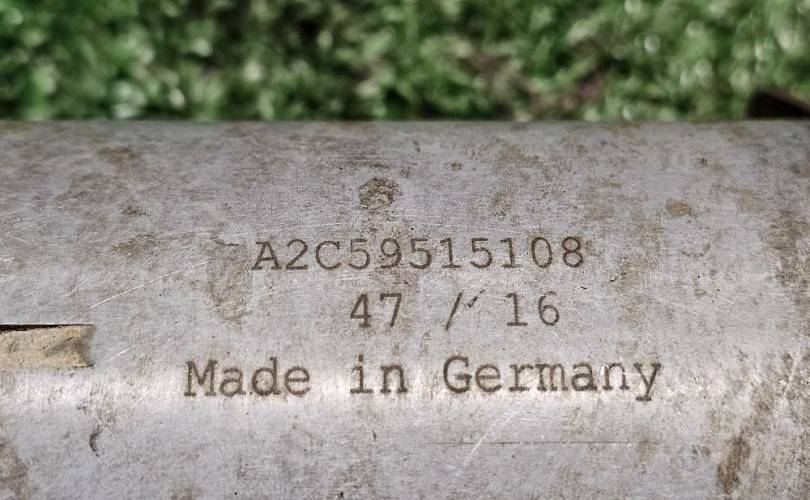 A2C59515108
47 / 16
Made in Germany